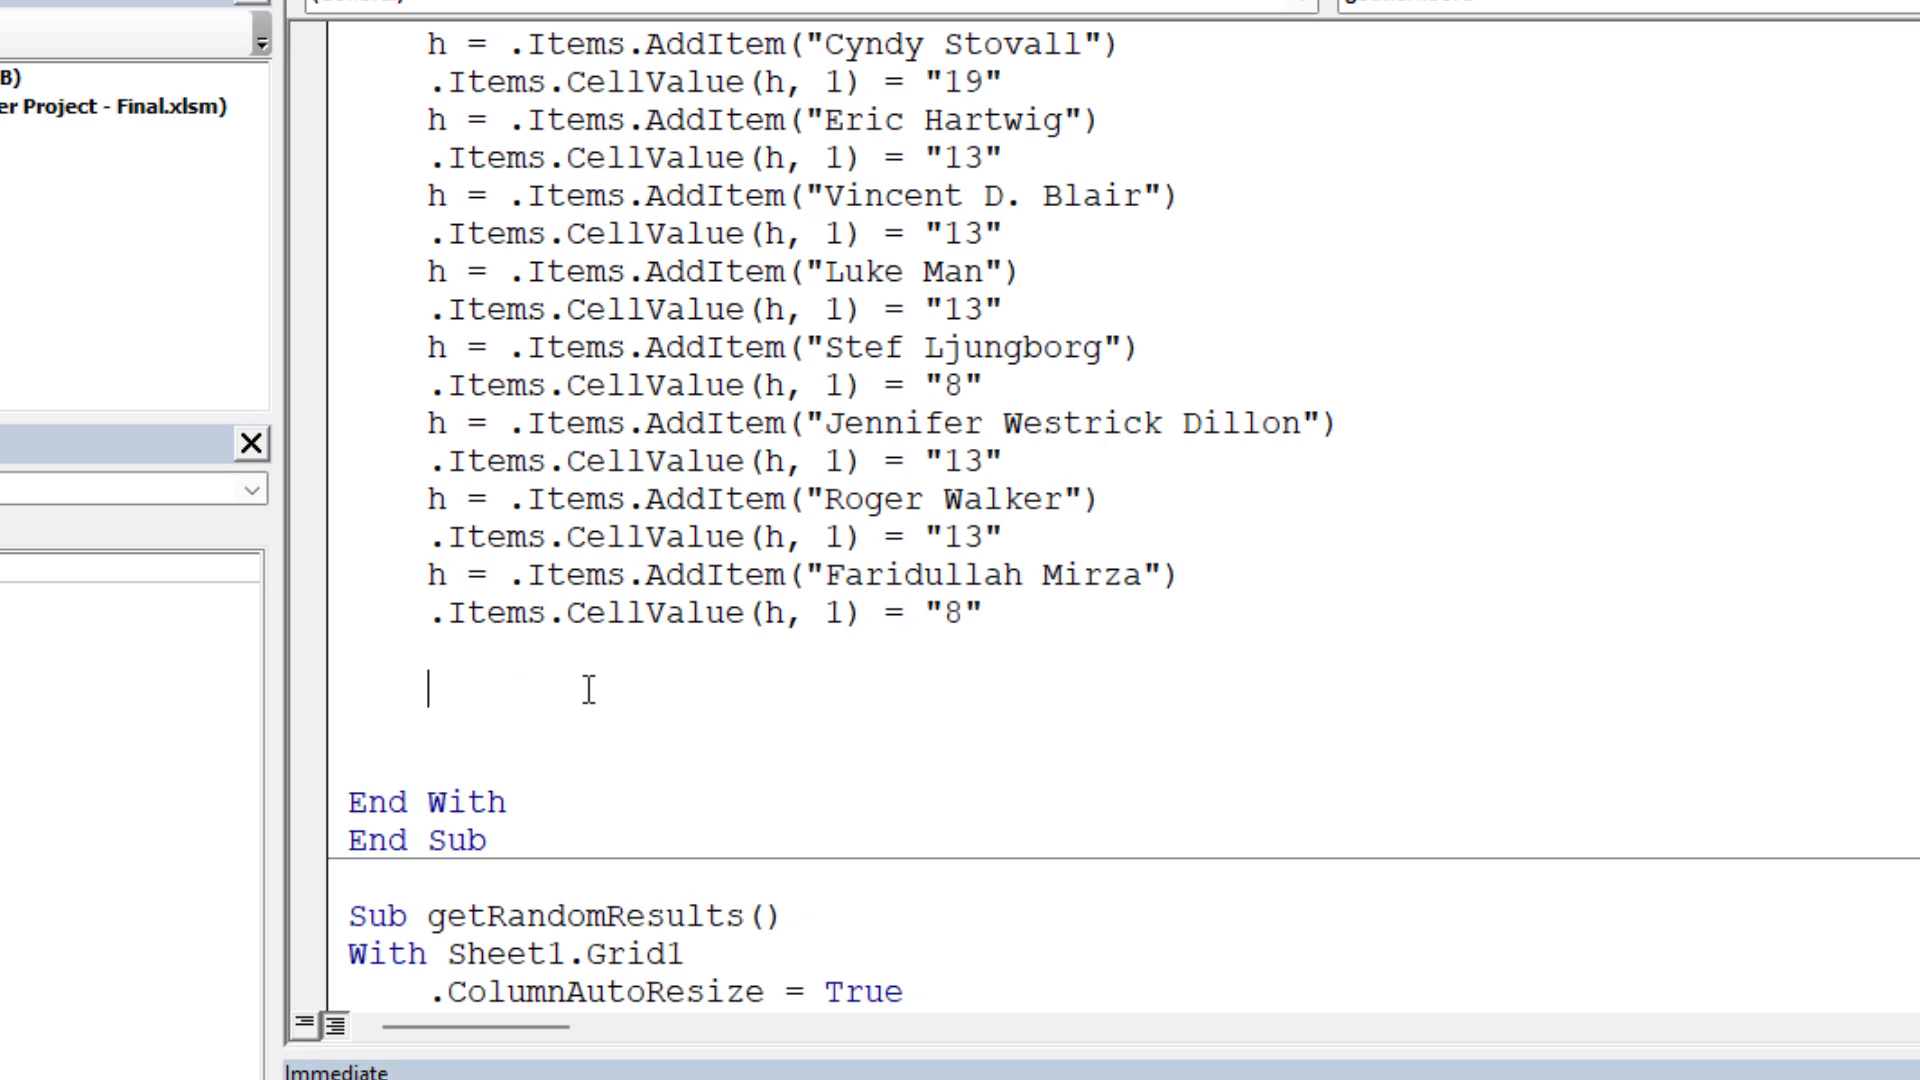 B)
er Project - Final.xlsm)
h = .Items.AddItem("Cyndy Stovall")
.Items.CellValue(h, 1) = "19"
h = .Items.AddItem("Eric Hartwig")
.Items.CellValue(h, 1) = "13"
h = .Items.AddItem("Vincent D. Blair")
.Items.CellValue(h, 1) = "13"
h = .Items.AddItem("Luke Man")
.Items.CellValue(h, 1) = "13"
h = .Items.AddItem("Stef Ljungborg")
.Items.CellValue(h, 1) = "8"
h = .Items.AddItem("Jennifer Westrick Dillon")
.Items.CellValue(h, 1) = "13"
h = .Items.AddItem("Roger Walker")
.Items.CellValue(h, 1) = "13"
h = .Items.AddItem("Faridullah Mirza")
.Items.CellValue(h, 1) = "8"
End With
End Sub
Sub getRandomResults()
With Sheet1.Grid1
.ColumnAutoResize = True
Immediate